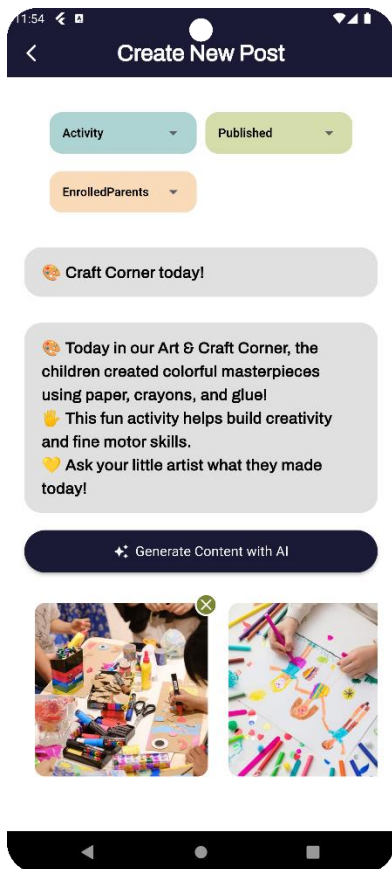 11:54
Create New Post
Activity
Published
EnrolledParents
🎨 Craft Corner today!
🎨 Today in our Art & Craft Corner, the
children created colorful masterpieces
using paper, crayons, and glue!
🖐 This fun activity helps build creativity
and fine motor skills.
💛 Ask your little artist what they made
today!
Generate Content with AI